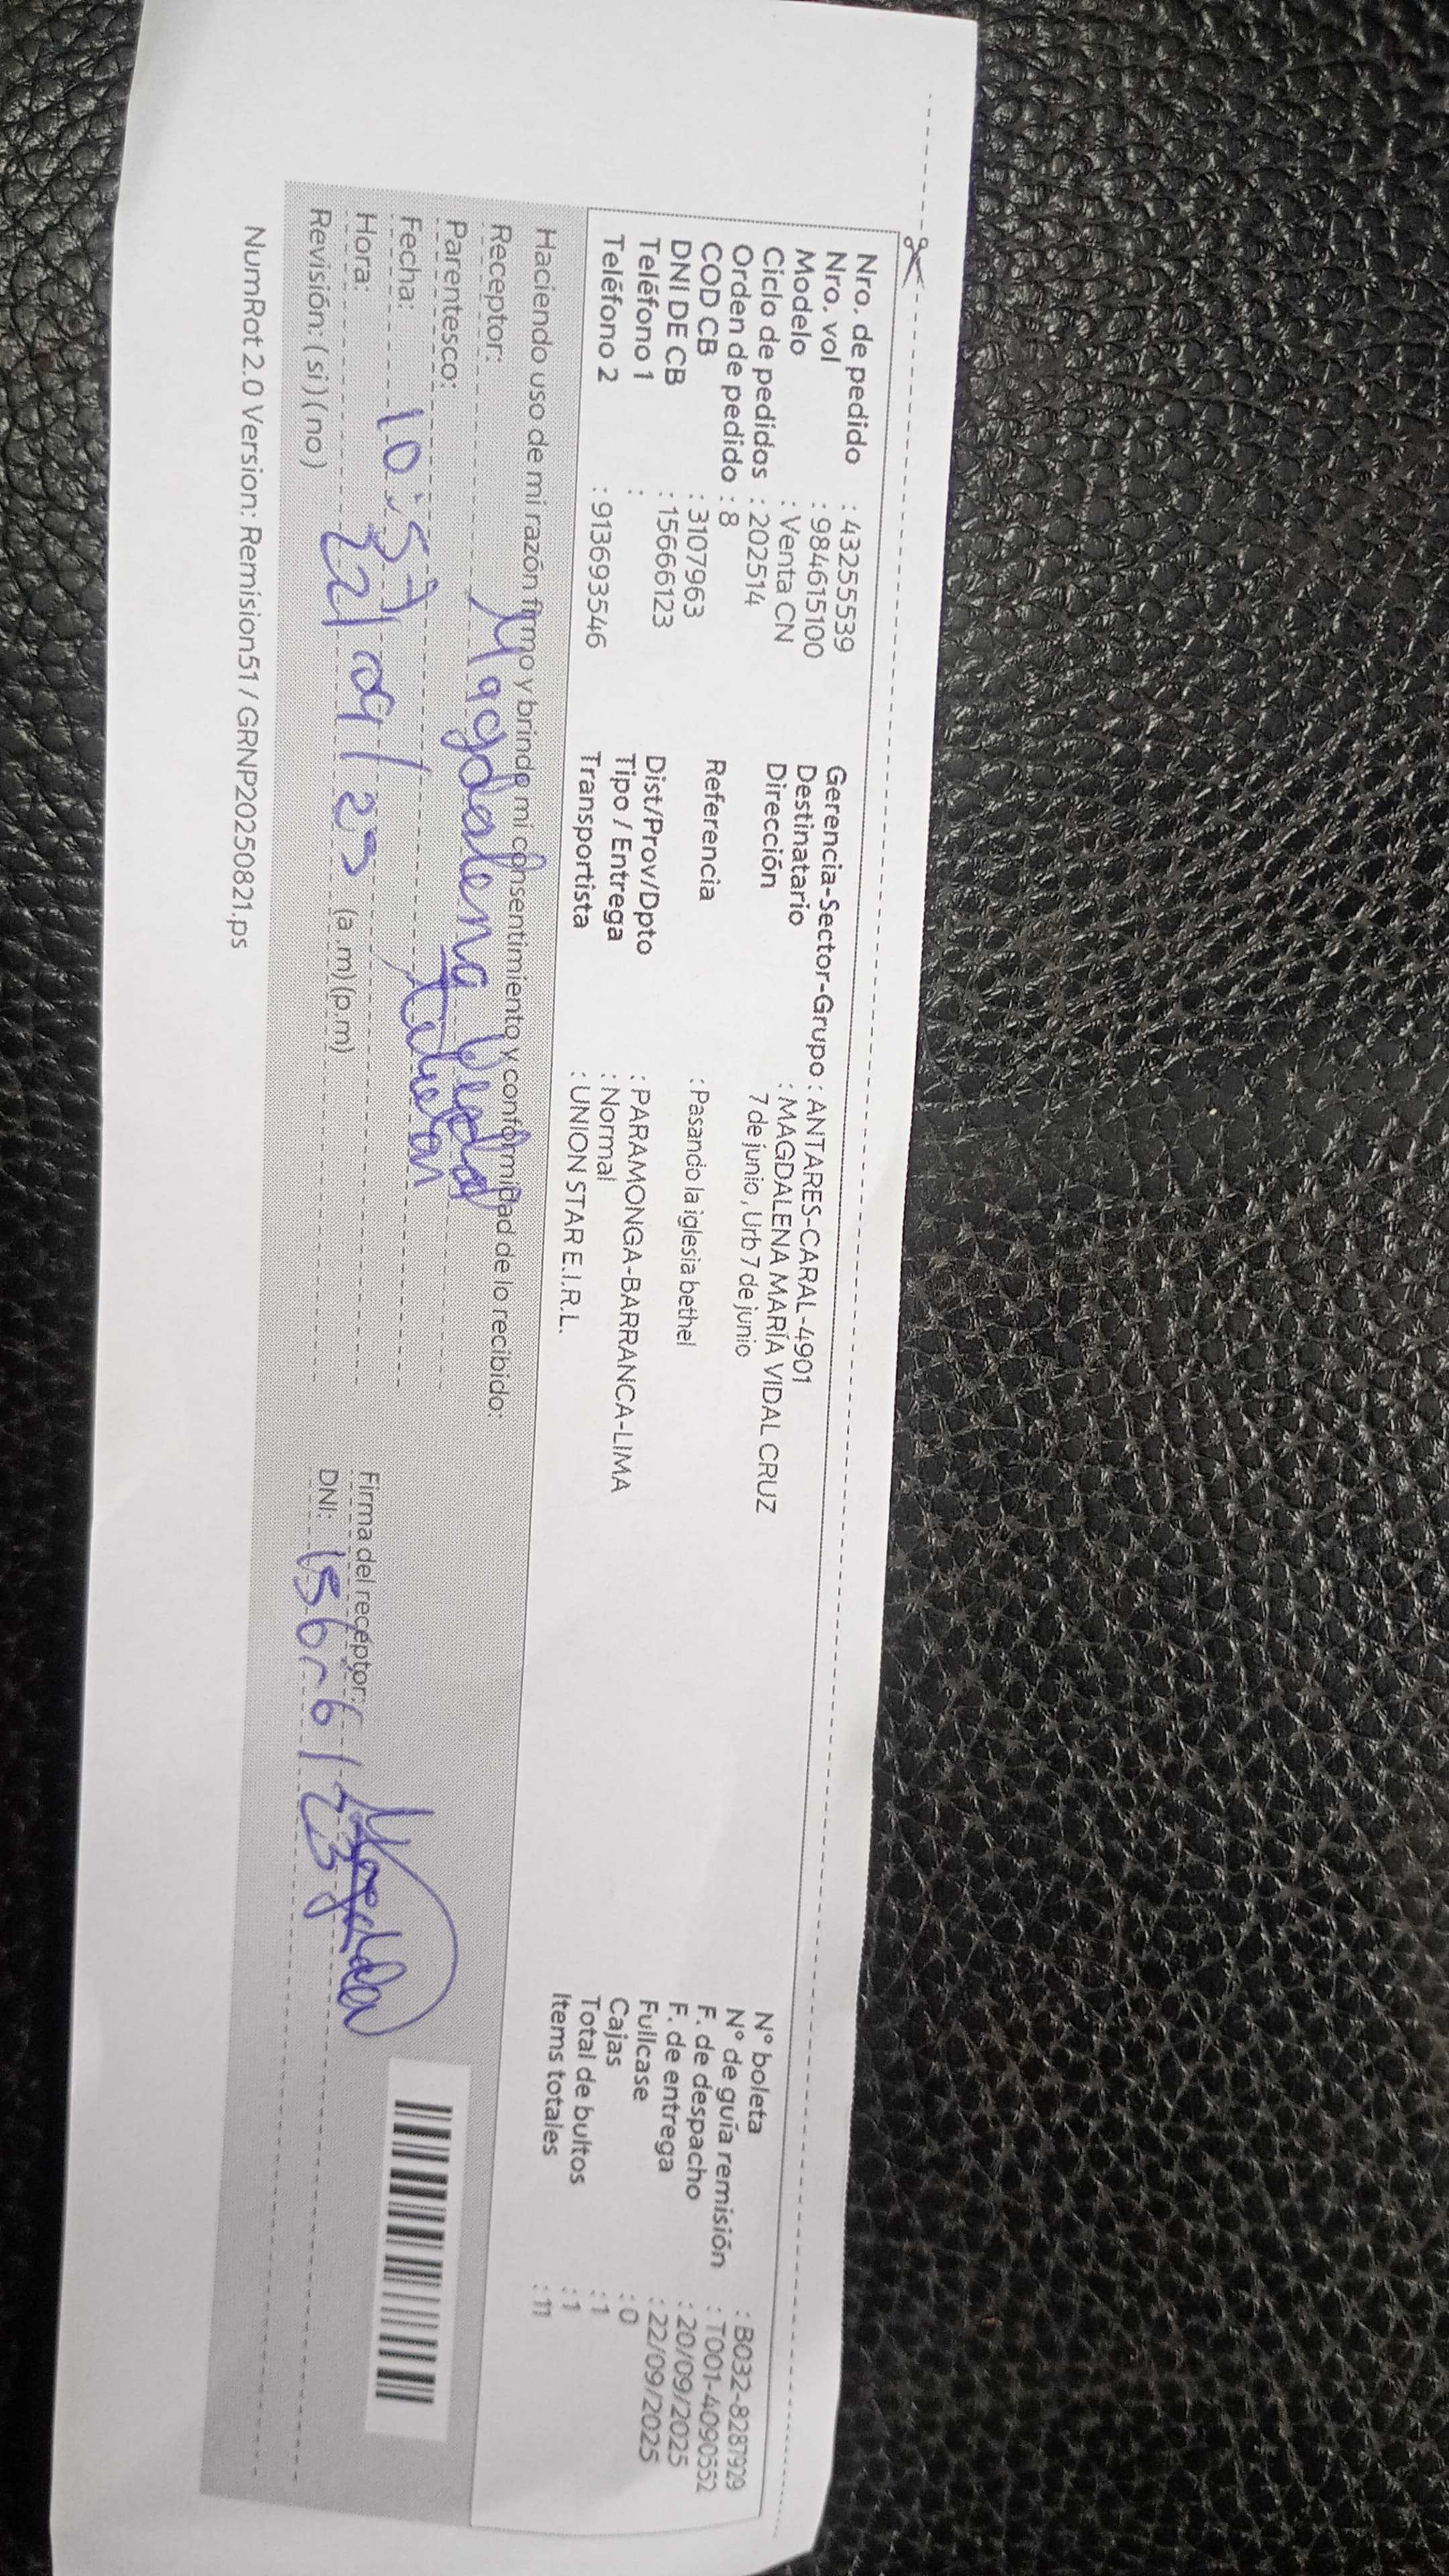 Nro. de pedido : 43255539
Nro. vol : 984615100
Modelo : Venta CN
Ciclo de pedidos : 202514
Orden de pedido : 8
COD CB : 3107963
DNI DE CB : 15666123
Teléfono 1 :
Teléfono 2 : 913693546
Gerencia-Sector-Grupo : ANTARES-CARAL-4901
Destinatario : MAGDALENA MARÍA VIDAL CRUZ
Dirección 7 de junio , Urb 7 de junio
Referencia : Pasando la iglesia bethel
Dist/Prov/Dpto : PARAMONGA-BARRANCA-LIMA
Tipo / Entrega : Normal
Transportista : UNION STAR E.I.R.L.
N° boleta : B032-8287929
N° de guía remisión : T001-4090552
F. de despacho : 20/09/2025
F. de entrega : 22/09/2025
Fullcase : 0
Cajas : 1
Total de bultos : 1
Items totales : 11
Haciendo uso de mi razón firmo y brindo mi consentimiento y conformidad de lo recibido:
Receptor: Magdalena Vidal
Parentesco: titular
Fecha: 10:57
Hora: 22/09/25 (a .m) (p.m)
Revisión: (si) (no)
Firma del receptor: Magdalena
DNI: 15666123
NumRot 2.0 Version: Remision51 / GRNP20250821.ps